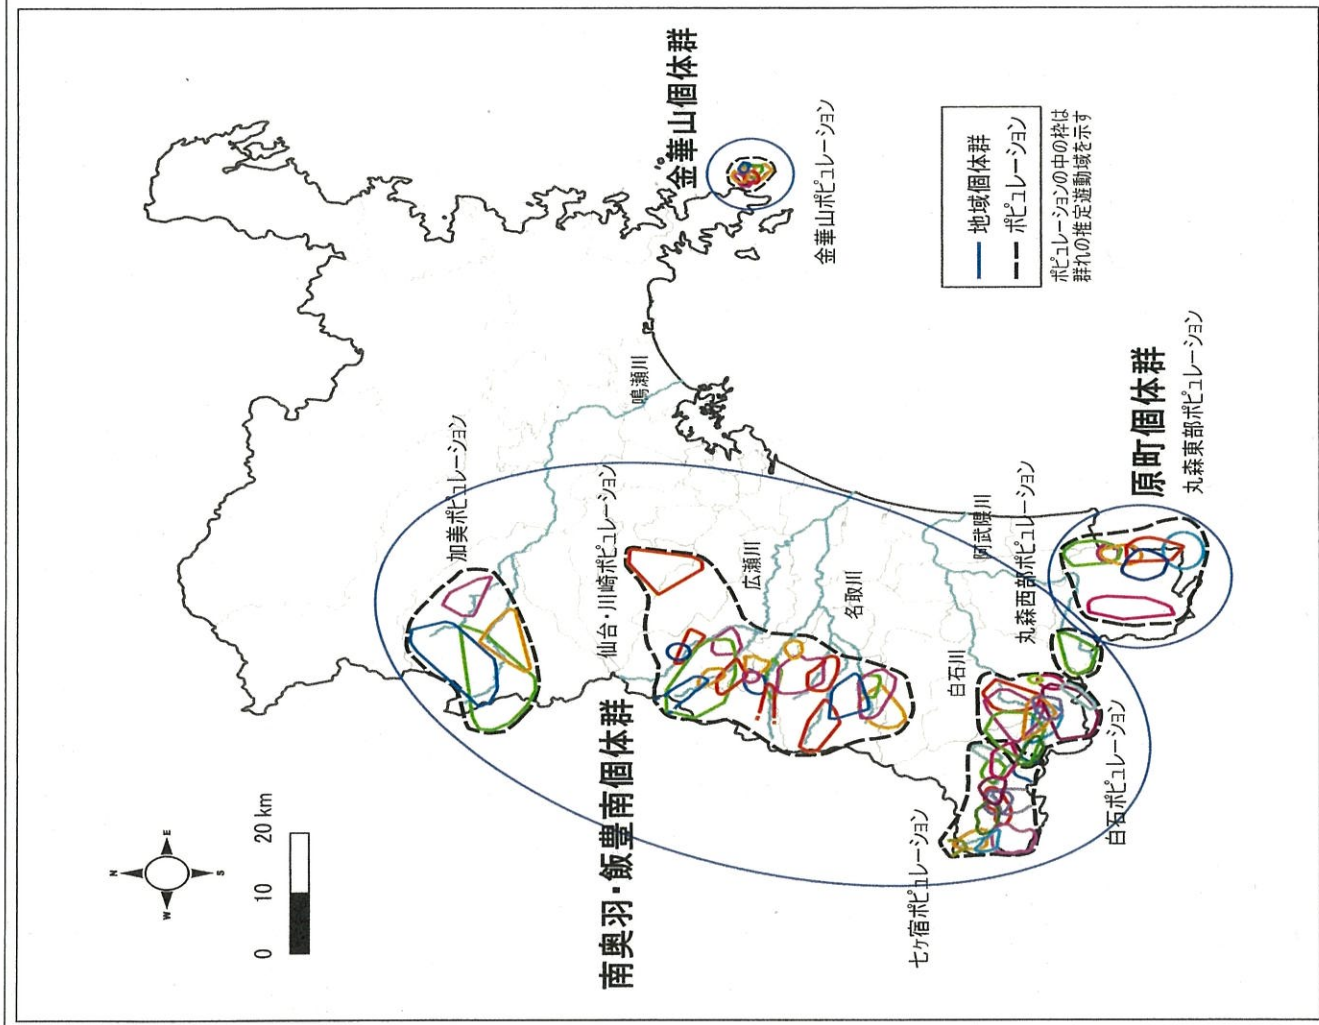 N
W
E
S
0 10 20 km
金華山個体群
金華山ポピュレーション
地域個体群
ポピュレーション
ポピュレーションの中の枠は
群れの推定遊動域を示す
鳴瀬川
加美ポピュレーション
仙台・川崎ポピュレーション
広瀬川
名取川
南奥羽・飯豊南個体群
阿武隈川
白石川
丸森西部ポピュレーション
原町個体群
丸森東部ポピュレーション
七ヶ宿ポピュレーション
白石ポピュレーション